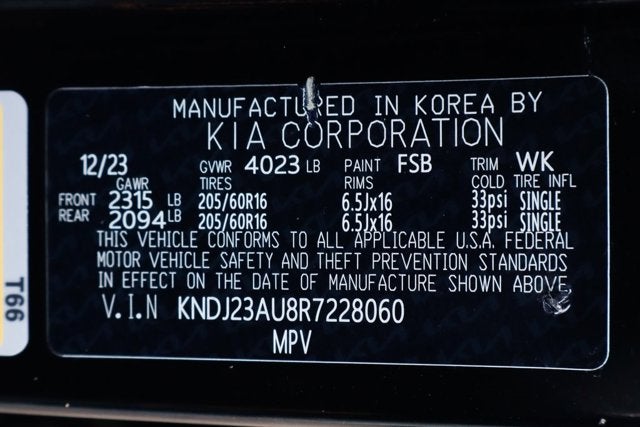 MANUFACTURED IN KOREA BY
KIA CORPORATION
12/23 GVWR 4023 LB PAINT FSB TRIM WK
GAWR TIRES RIMS COLD TIRE INFL
FRONT 2315 LB 205/60R16 6.5Jx16 33psi SINGLE
REAR 2094 LB 205/60R16 6.5Jx16 33psi SINGLE
THIS VEHICLE CONFORMS TO ALL APPLICABLE U.S.A. FEDERAL
MOTOR VEHICLE SAFETY AND THEFT PREVENTION STANDARDS
IN EFFECT ON THE DATE OF MANUFACTURE SHOWN ABOVE.
V.I.N KNDJ23AU8R7228060
MPV
T66